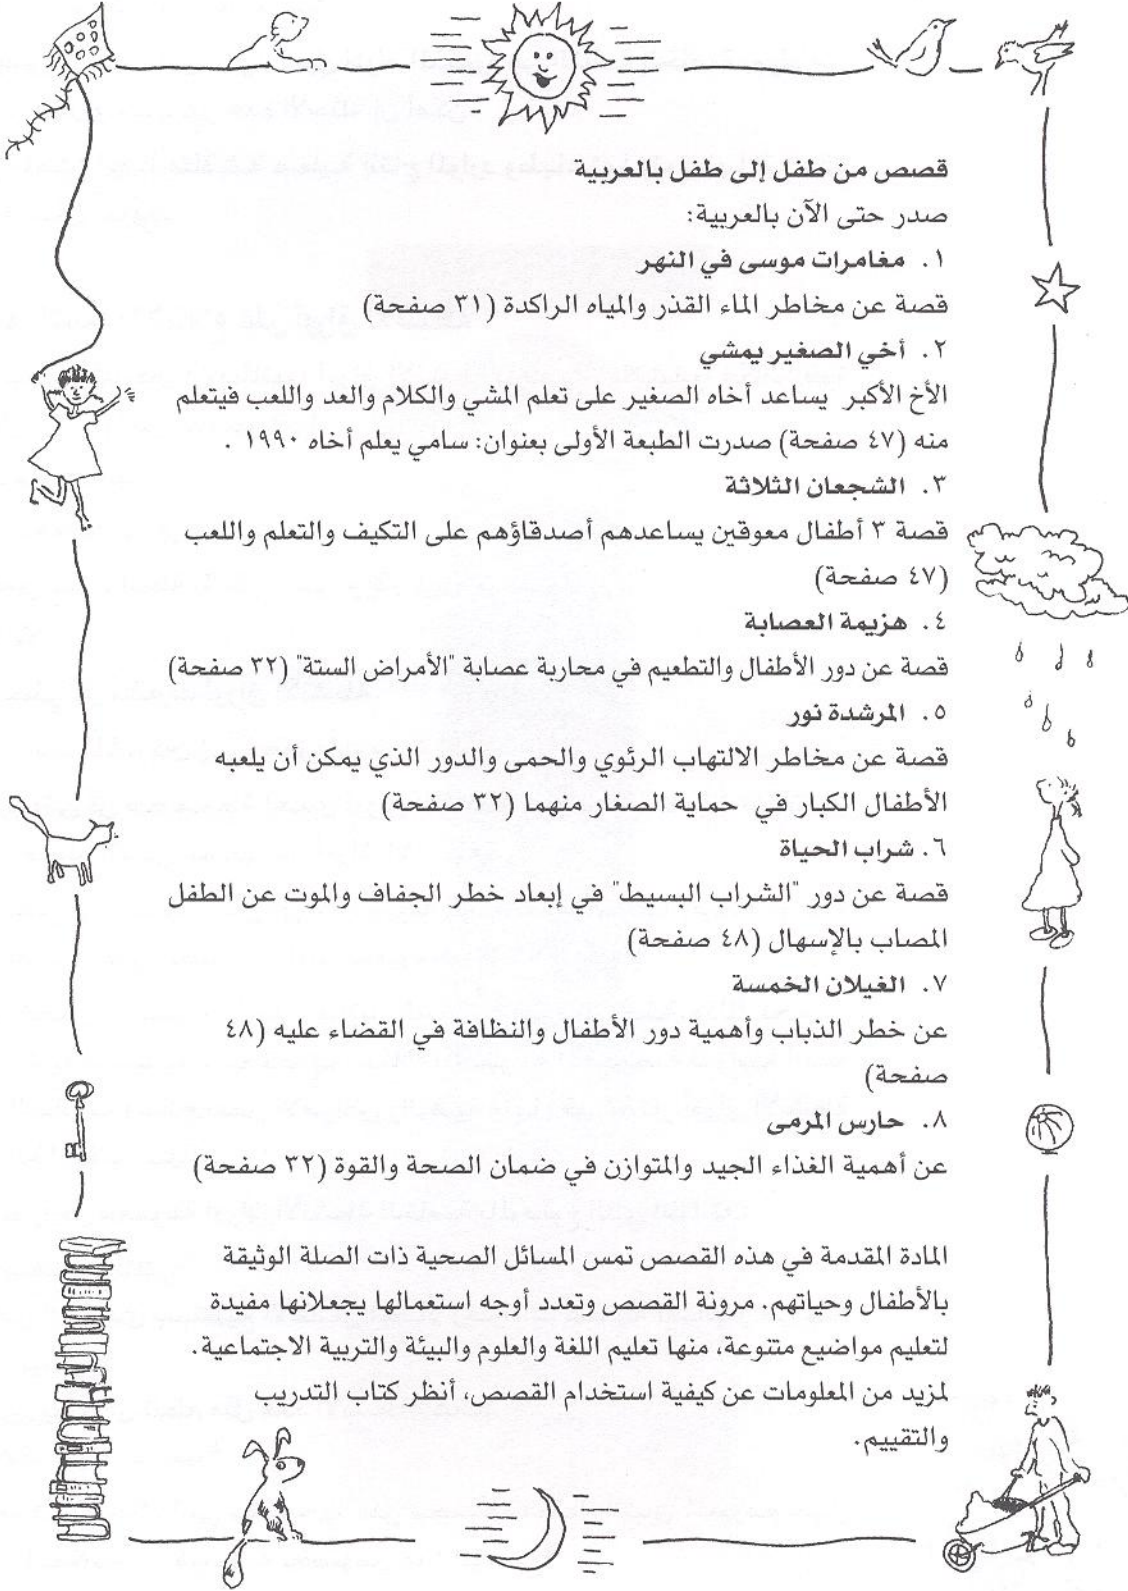 قصص من طفل إلى طفل بالعربية
صدر حتى الآن بالعربية:
١. مغامرات موسى في النهر
قصة عن مخاطر الماء القذر والمياه الراكدة (٣١ صفحة)
٢. أخي الصغير يمشي
الأخ الأكبر يساعد أخاه الصغير على تعلم المشي والكلام والعد واللعب فيتعلم
منه (٤٧ صفحة) صدرت الطبعة الأولى بعنوان: سامي يعلم أخاه ١٩٩٠ .
٣. الشجعان الثلاثة
قصة ٣ أطفال معوقين يساعدهم أصدقاؤهم على التكيف والتعلم واللعب
(٤٧ صفحة)
٤. هزيمة العصابة
قصة عن دور الأطفال والتطعيم في محاربة عصابة "الأمراض الستة" (٣٢ صفحة)
٥. المرشدة نور
قصة عن مخاطر الالتهاب الرئوي والحمى والدور الذي يمكن أن يلعبه
الأطفال الكبار في حماية الصغار منهما (٣٢ صفحة)
٦. شراب الحياة
قصة عن دور "الشراب البسيط" في إبعاد خطر الجفاف والموت عن الطفل
المصاب بالإسهال (٤٨ صفحة)
٧. الغيلان الخمسة
عن خطر الذباب وأهمية دور الأطفال والنظافة في القضاء عليه (٤٨
صفحة)
٨. حارس المرمى
عن أهمية الغذاء الجيد والمتوازن في ضمان الصحة والقوة (٣٢ صفحة)
المادة المقدمة في هذه القصص تمس المسائل الصحية ذات الصلة الوثيقة
بالأطفال وحياتهم. مرونة القصص وتعدد أوجه استعمالها يجعلانها مفيدة
لتعليم مواضيع متنوعة، منها تعليم اللغة والعلوم والبيئة والتربية الاجتماعية.
لمزيد من المعلومات عن كيفية استخدام القصص، أنظر كتاب التدريب
والتقييم.